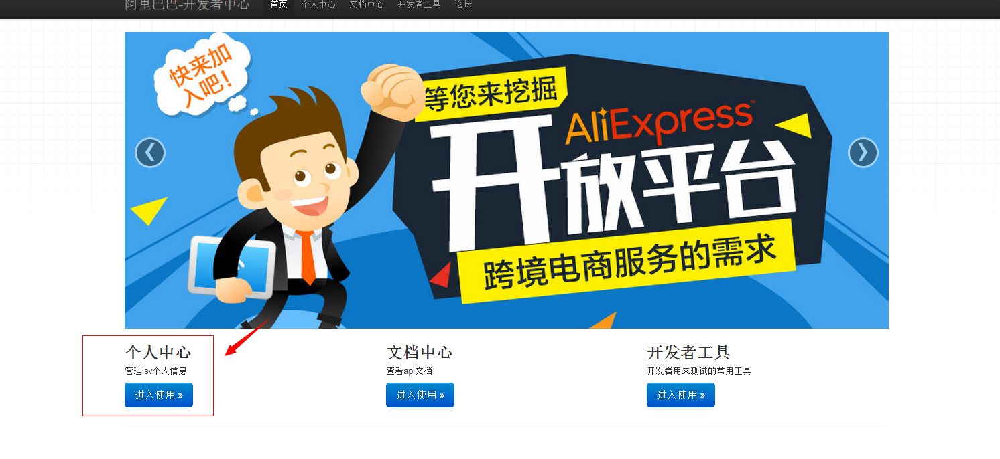 阿里巴巴-开发者中心 首页 个人中心 文档中心 开发者工具 论坛
快来加
入吧！
等您来挖掘
AliExpress™
开放平台
跨境电商服务的需求
个人中心
管理isv个人信息
进入使用 »
文档中心
查看api文档
进入使用 »
开发者工具
开发者用来测试的常用工具
进入使用 »